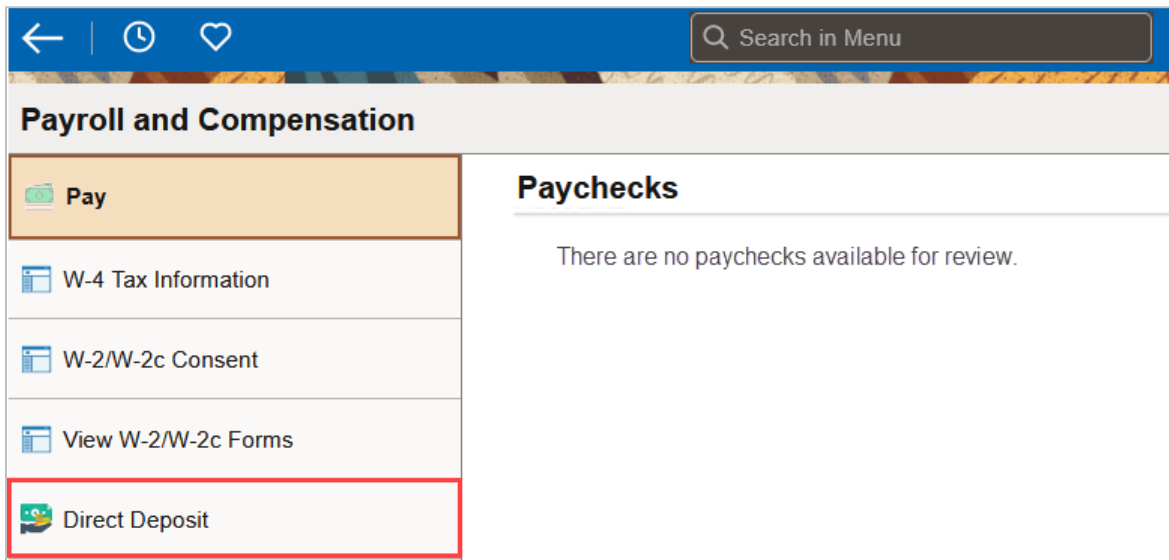 Search in Menu
Payroll and Compensation
Pay
W-4 Tax Information
W-2/W-2c Consent
View W-2/W-2c Forms
Direct Deposit
Paychecks
There are no paychecks available for review.